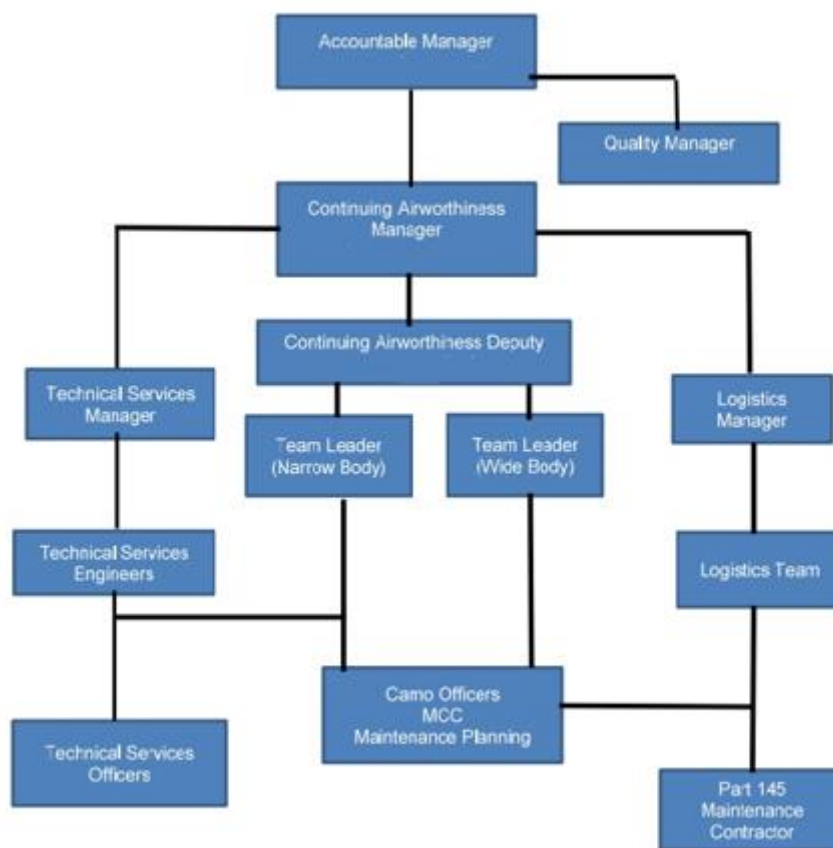 Accountable Manager
Quality Manager
Continuing Airworthiness
Manager
Continuing Airworthiness Deputy
Technical Services
Manager
Team Leader
(Narrow Body)
Team Leader
(Wide Body)
Logistics
Manager
Technical Services
Engineers
Logistics Team
Camo Officers
MCC
Maintenance Planning
Technical Services
Officers
Part 145
Maintenance
Contractor